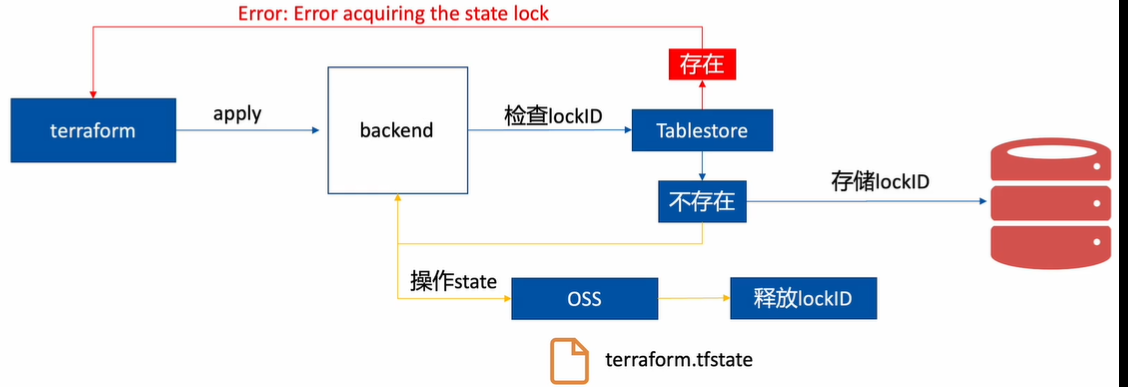 Error: Error acquiring the state lock
存在
terraform
apply
backend
检查lockID
Tablestore
不存在
存储lockID
操作state
OSS
释放lockID
terraform.tfstate